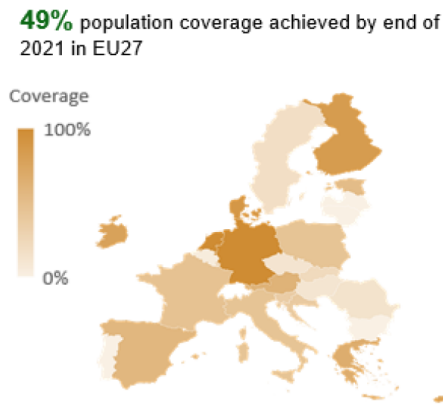 49% population coverage achieved by end of
2021 in EU27
Coverage
100%
0%